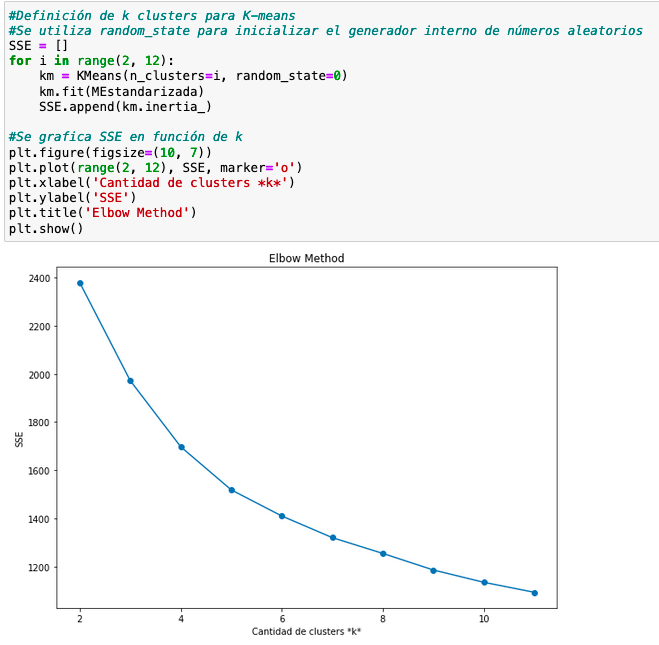 #Definición de k clusters para K-means
#Se utiliza random_state para inicializar el generador interno de números aleatorios
SSE = []
for i in range(2, 12):
    km = KMeans(n_clusters=i, random_state=0)
    km.fit(MEstandarizada)
    SSE.append(km.inertia_)

#Se grafica SSE en función de k
plt.figure(figsize=(10, 7))
plt.plot(range(2, 12), SSE, marker='o')
plt.xlabel('Cantidad de clusters *k*')
plt.ylabel('SSE')
plt.title('Elbow Method')
plt.show()
Elbow Method
2400
2200
2000
1800
1600
1400
1200
SSE
2 4 6 8 10
Cantidad de clusters *k*